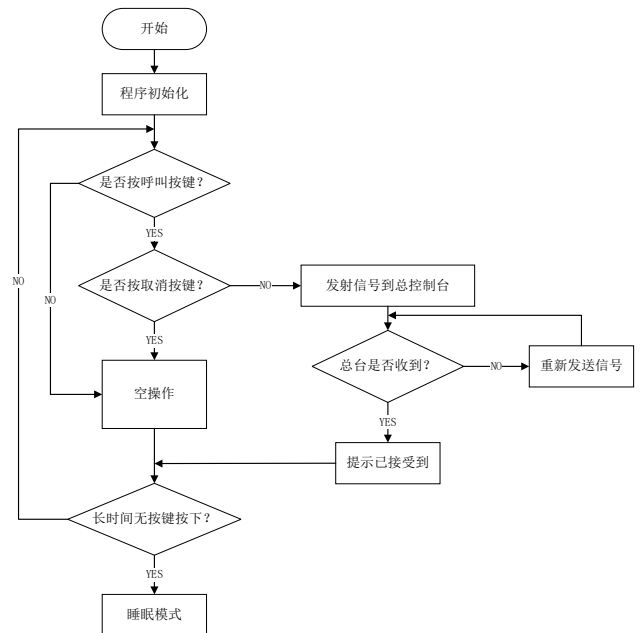 开始
程序初始化
是否按呼叫按键？
YES
NO
NO
是否按取消按键？
NO
发射信号到总控制台
YES
总台是否收到？
NO
重新发送信号
空操作
YES
提示已接受到
长时间无按键按下？
YES
睡眠模式